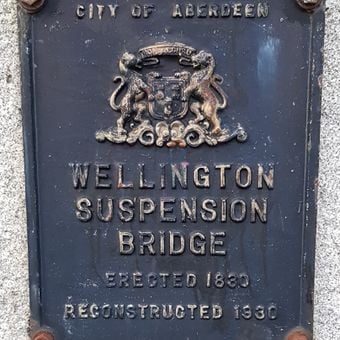 CITY OF ABERDEEN
WELLINGTON
SUSPENSION
BRIDGE
ERECTED 1830
RECONSTRUCTED 1930